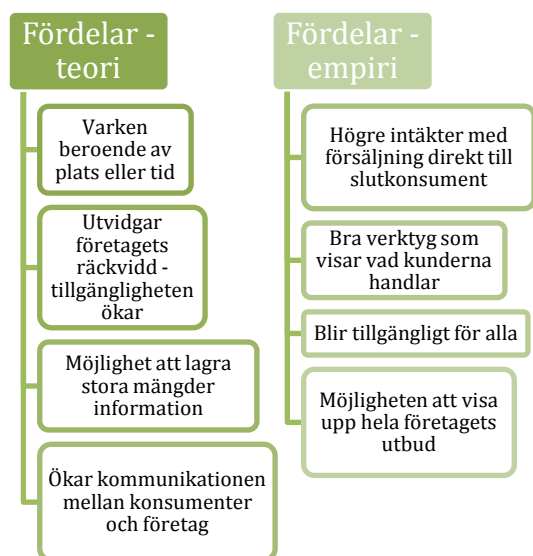 Fördelar -
teori
Varken
beroende av
plats eller tid
Utvidgar
företagets
räckvidd -
tillgängligheten
ökar
Möjlighet att lagra
stora mängder
information
Ökar kommunikationen
mellan konsumenter
och företag
Fördelar -
empiri
Högre intäkter med
försäljning direkt till
slutkonsument
Bra verktyg som
visar vad kunderna
handlar
Blir tillgängligt för alla
Möjligheten att visa
upp hela företagets
utbud